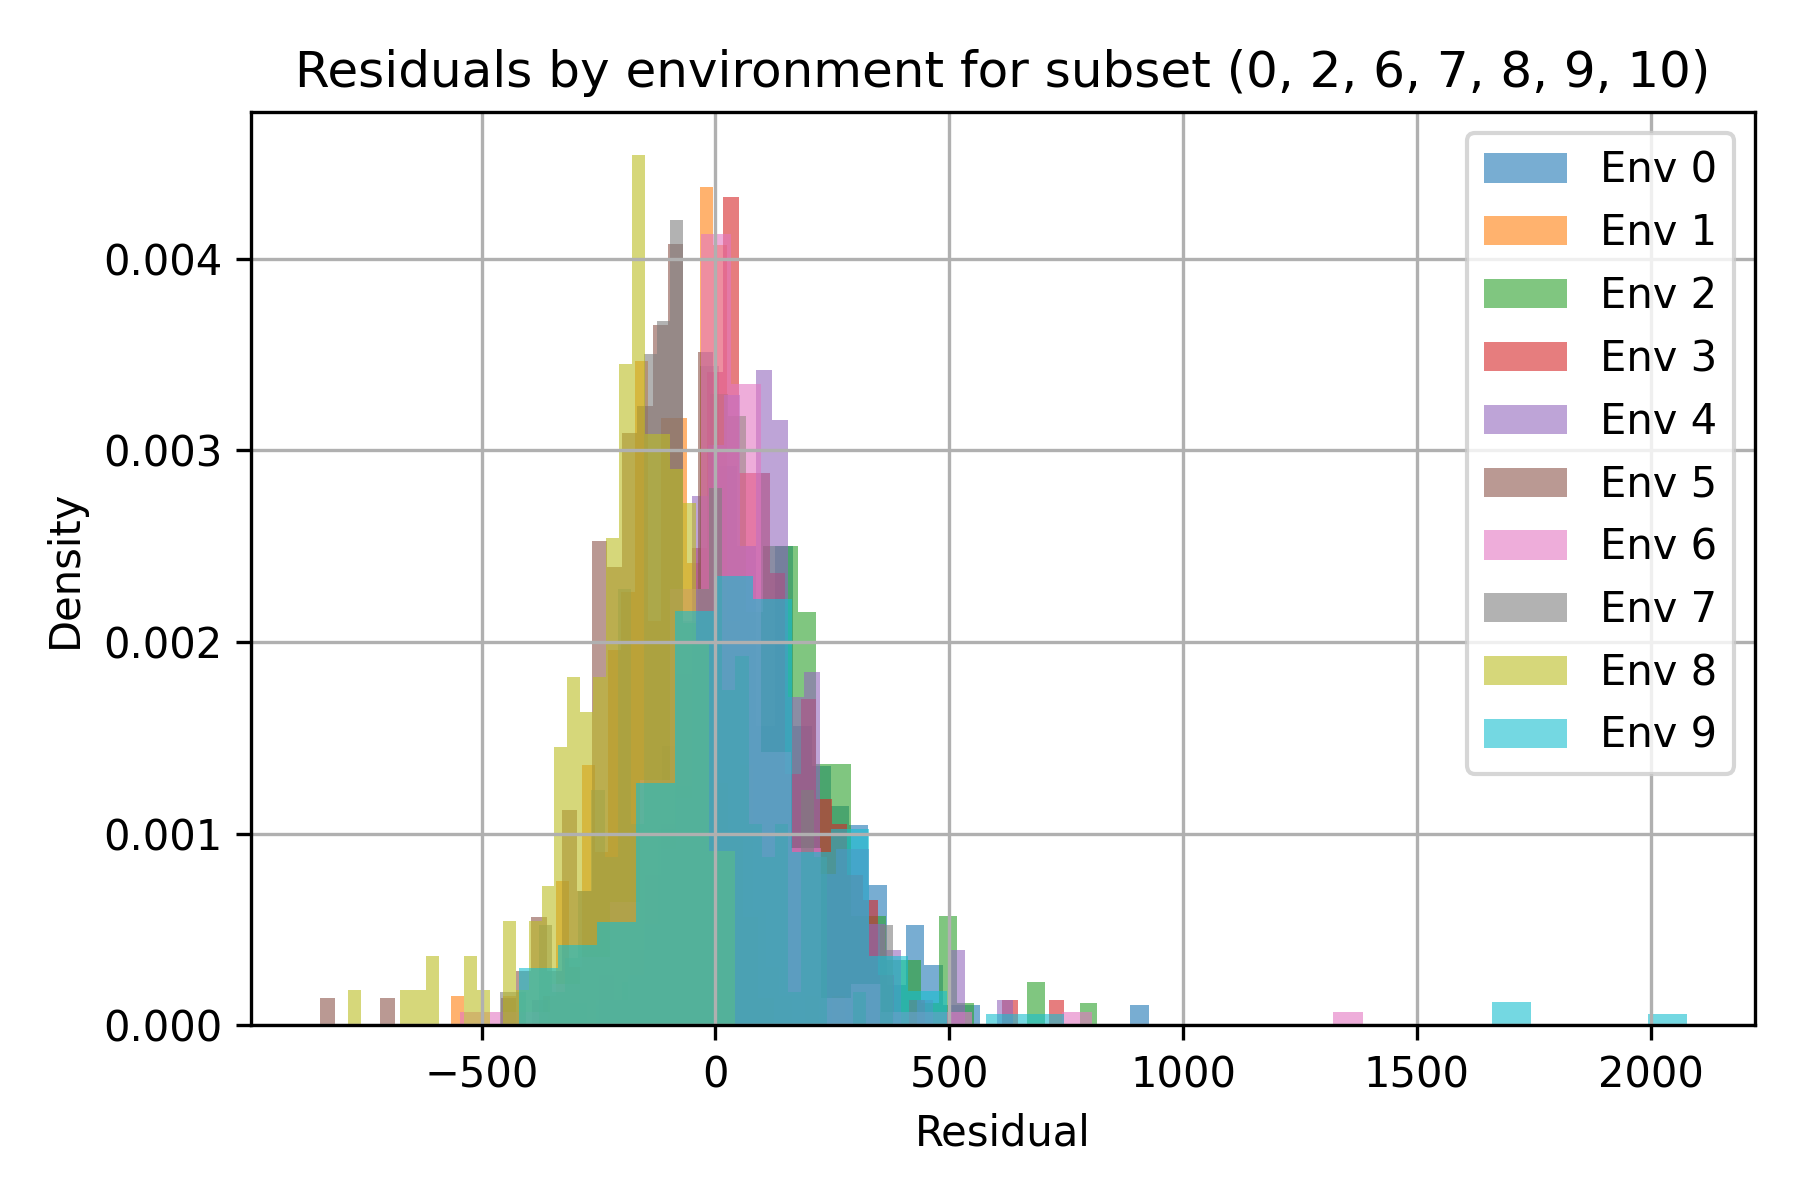 Residuals by environment for subset (0, 2, 6, 7, 8, 9, 10)
Env 0
Env 1
Env 2
Env 3
Env 4
Env 5
Env 6
Env 7
Env 8
Env 9
Density
0.004
0.003
0.002
0.001
0.000
−500
0
500
1000
1500
2000
Residual